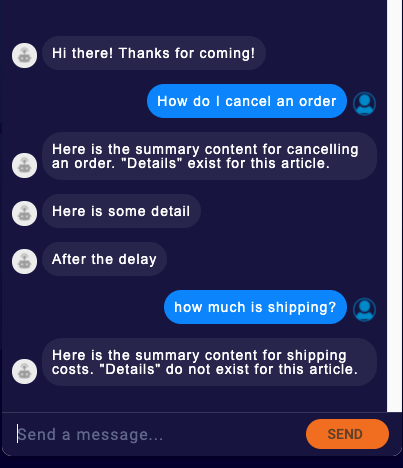 Hi there! Thanks for coming!
How do I cancel an order
Here is the summary content for cancelling
an order. "Details" exist for this article.
Here is some detail
After the delay
how much is shipping?
Here is the summary content for shipping
costs. "Details" do not exist for this article.
Send a message...
SEND